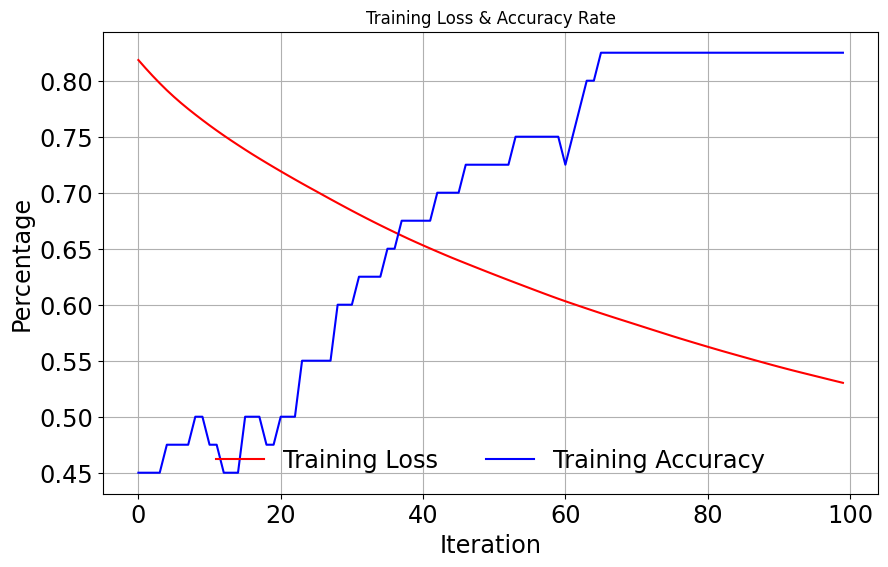 Training Loss & Accuracy Rate
Percentage
0.80
0.75
0.70
0.65
0.60
0.55
0.50
0.45
Training Loss
Training Accuracy
0
20
40
60
80
100
Iteration